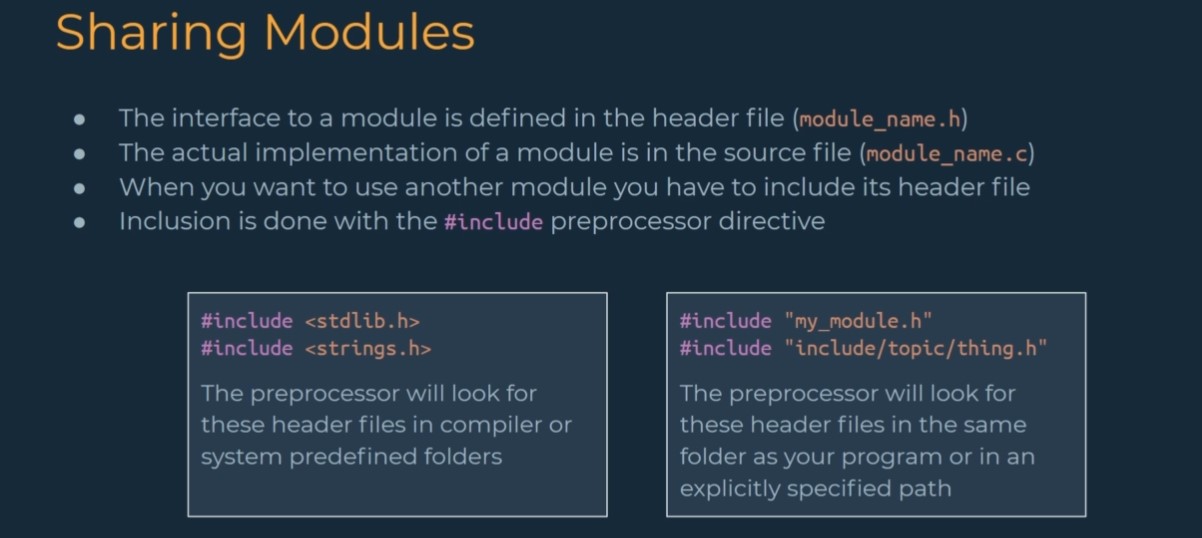 Sharing Modules
● The interface to a module is defined in the header file (module_name.h)
● The actual implementation of a module is in the source file (module_name.c)
● When you want to use another module you have to include its header file
● Inclusion is done with the #include preprocessor directive
#include <stdlib.h>
#include <strings.h>
The preprocessor will look for
these header files in compiler or
system predefined folders
#include "my_module.h"
#include "include/topic/thing.h"
The preprocessor will look for
these header files in the same
folder as your program or in an
explicitly specified path